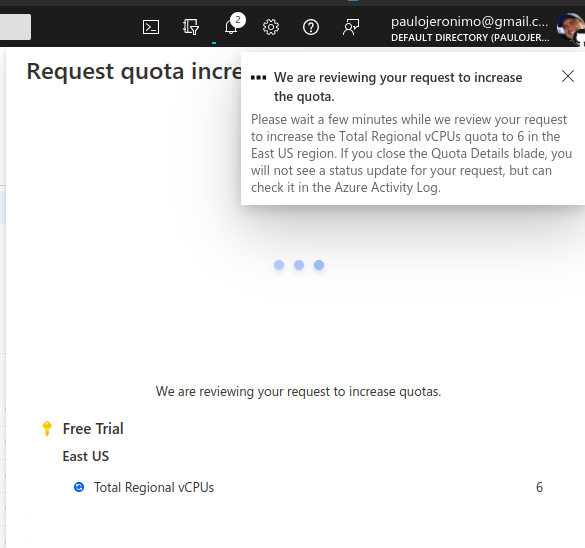 2
paulojeronimo@gmail.c...
DEFAULT DIRECTORY (PAULOJER...
Request quota incre
We are reviewing your request to increase
the quota.
Please wait a few minutes while we review your request
to increase the Total Regional vCPUs quota to 6 in the
East US region. If you close the Quota Details blade, you
will not see a status update for your request, but can
check it in the Azure Activity Log.
We are reviewing your request to increase quotas.
Free Trial
East US
Total Regional vCPUs 6